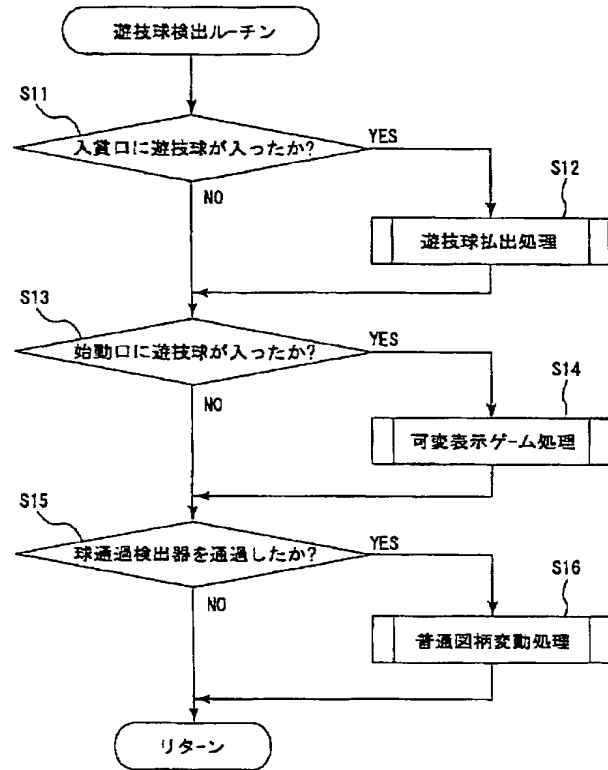 遊技球検出ルーチン
S11
入賞口に遊技球が入ったか?
YES
NO
S12
遊技球払出処理
S13
始動口に遊技球が入ったか?
YES
NO
S14
可変表示ゲーム処理
S15
球通過検出器を通過したか?
YES
NO
S16
普通図柄変動処理
リターン